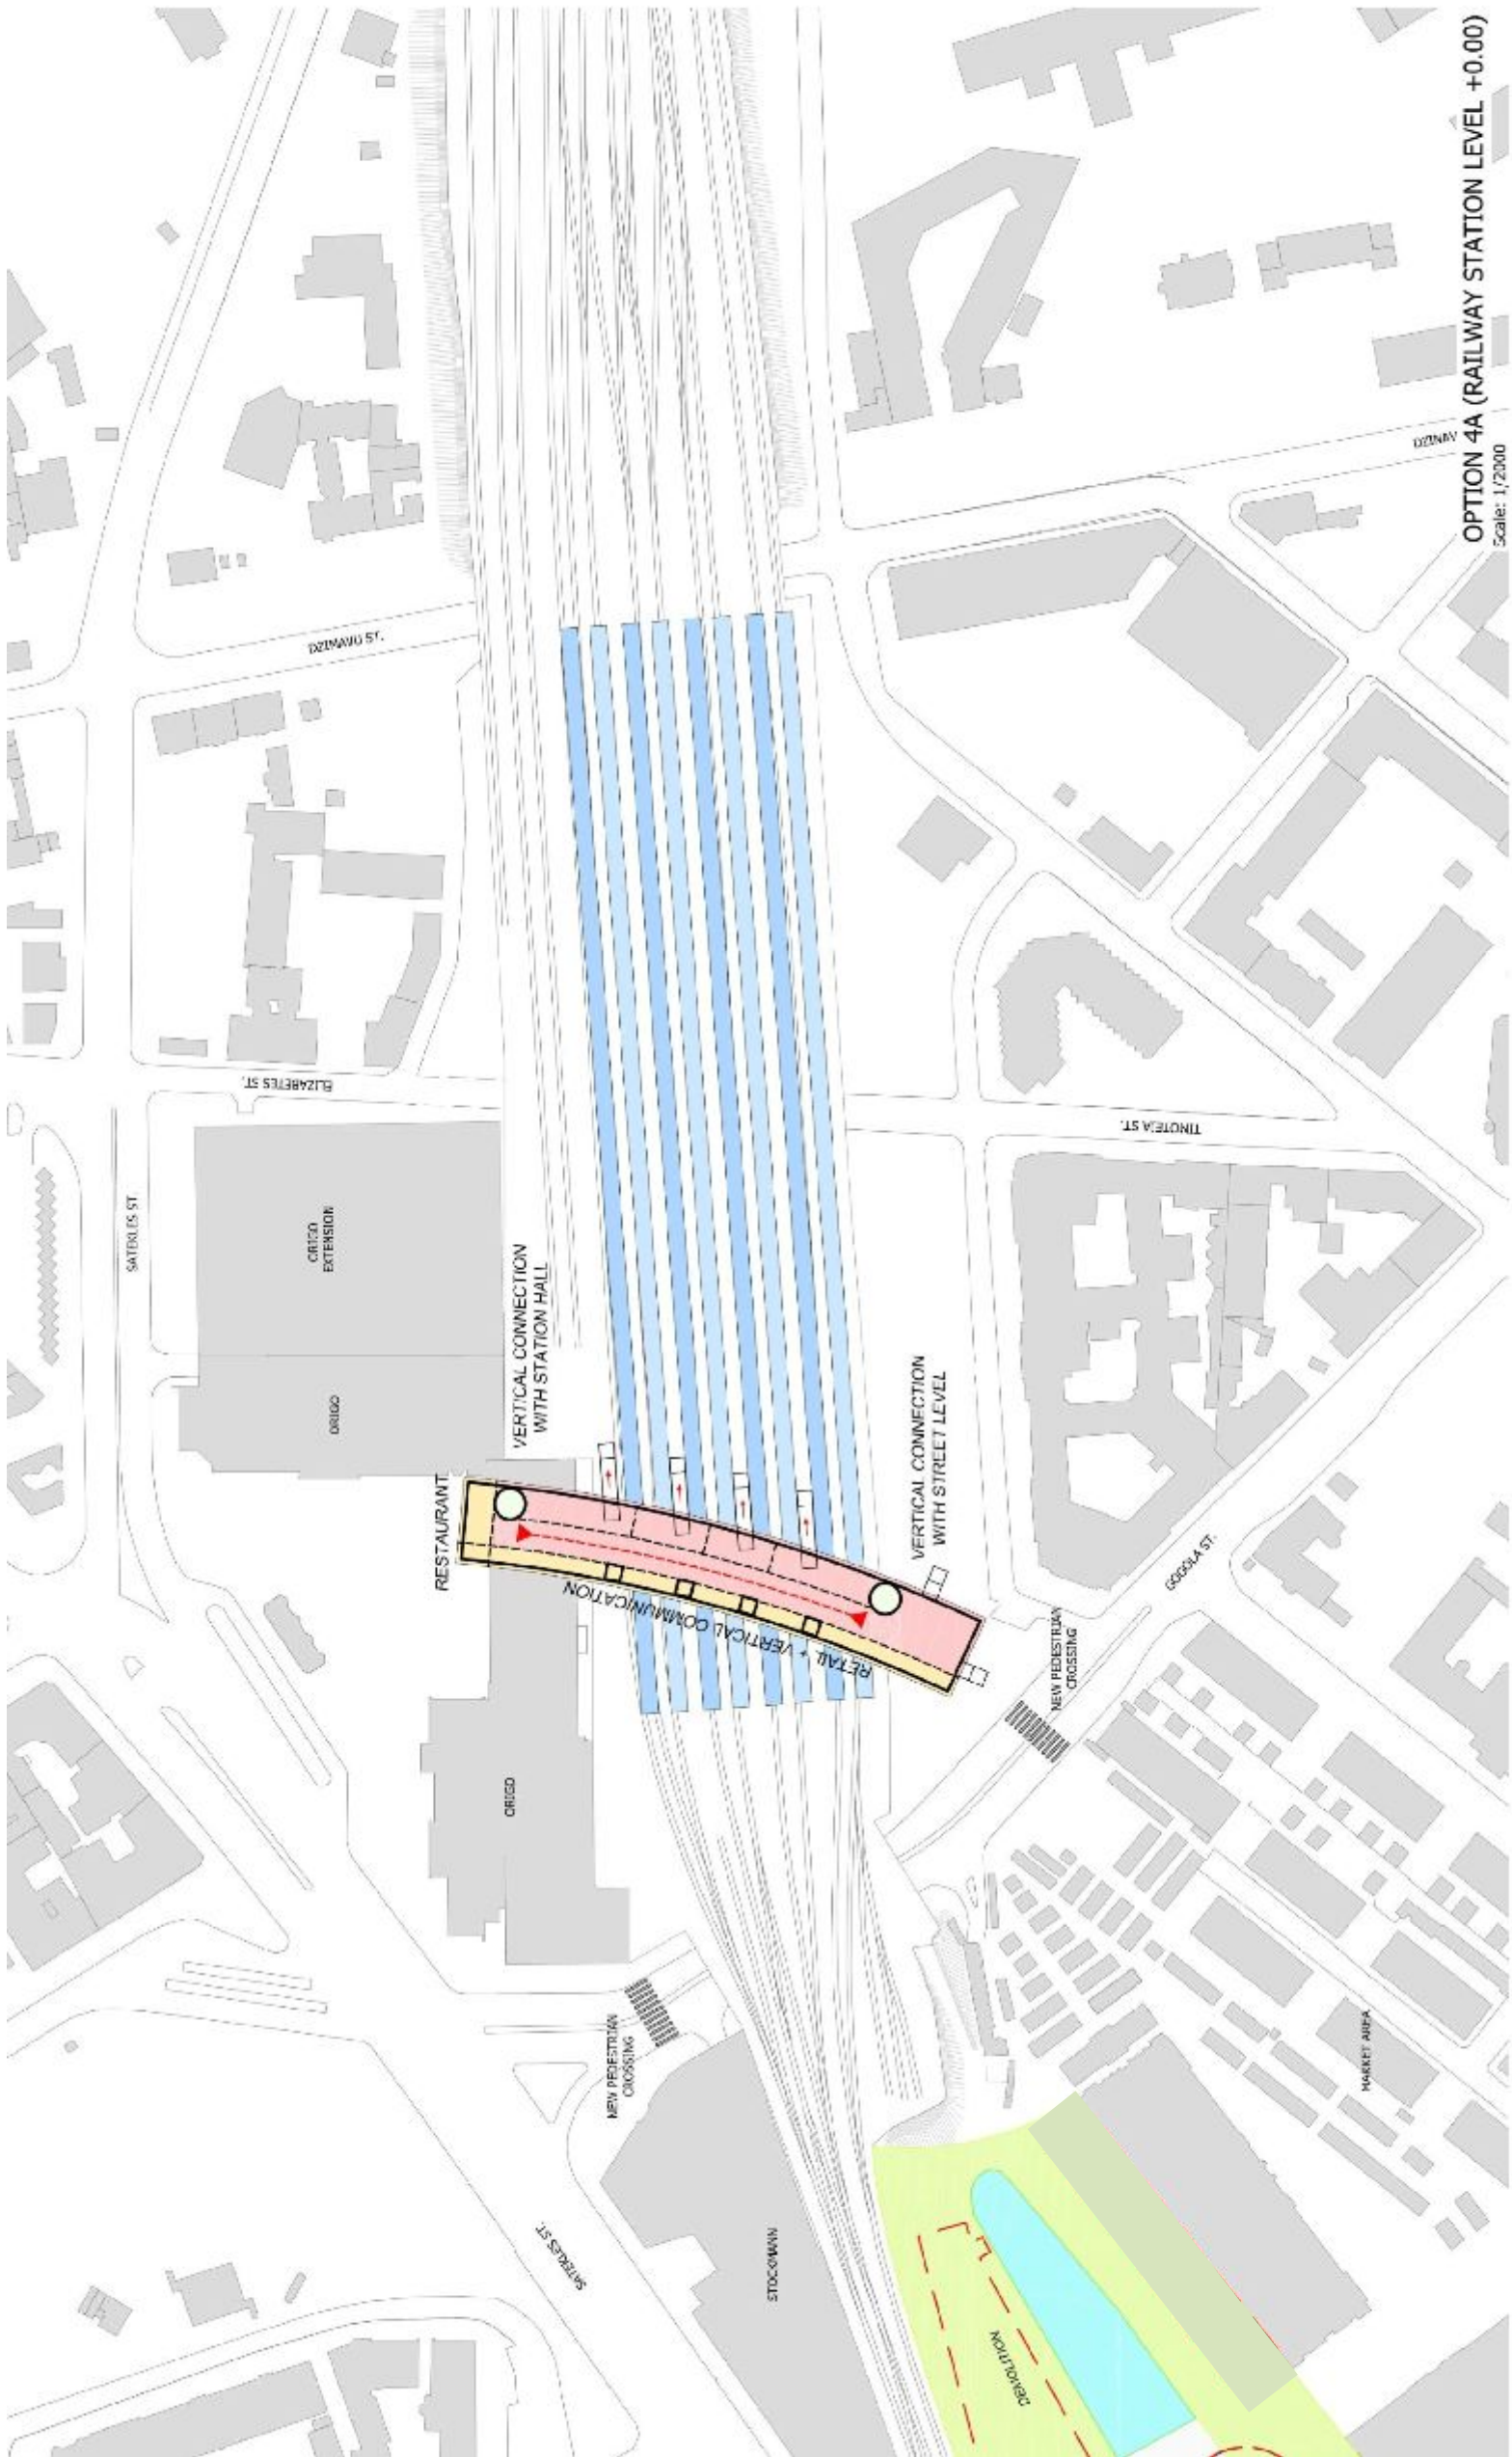 OPTION 4A (RAILWAY STATION LEVEL +0.00)
Scale: 1/2000
DZIRNAVU ST.
ELIZABETES ST.
SATEKLES ST.
ORIGO
EXTENSION
ORIGO
VERTICAL CONNECTION
WITH STATION HALL
RESTAURANT
RETAIL + VERTICAL COMMUNICATION
VERTICAL CONNECTION
WITH STREET LEVEL
TIMOTEJA ST.
GOGOLA ST.
NEW PEDESTRIAN
CROSSING
ORIGO
NEW PEDESTRIAN
CROSSING
MARKET AREA
SATEKLES ST.
STOCKMANN
DEMOLITION